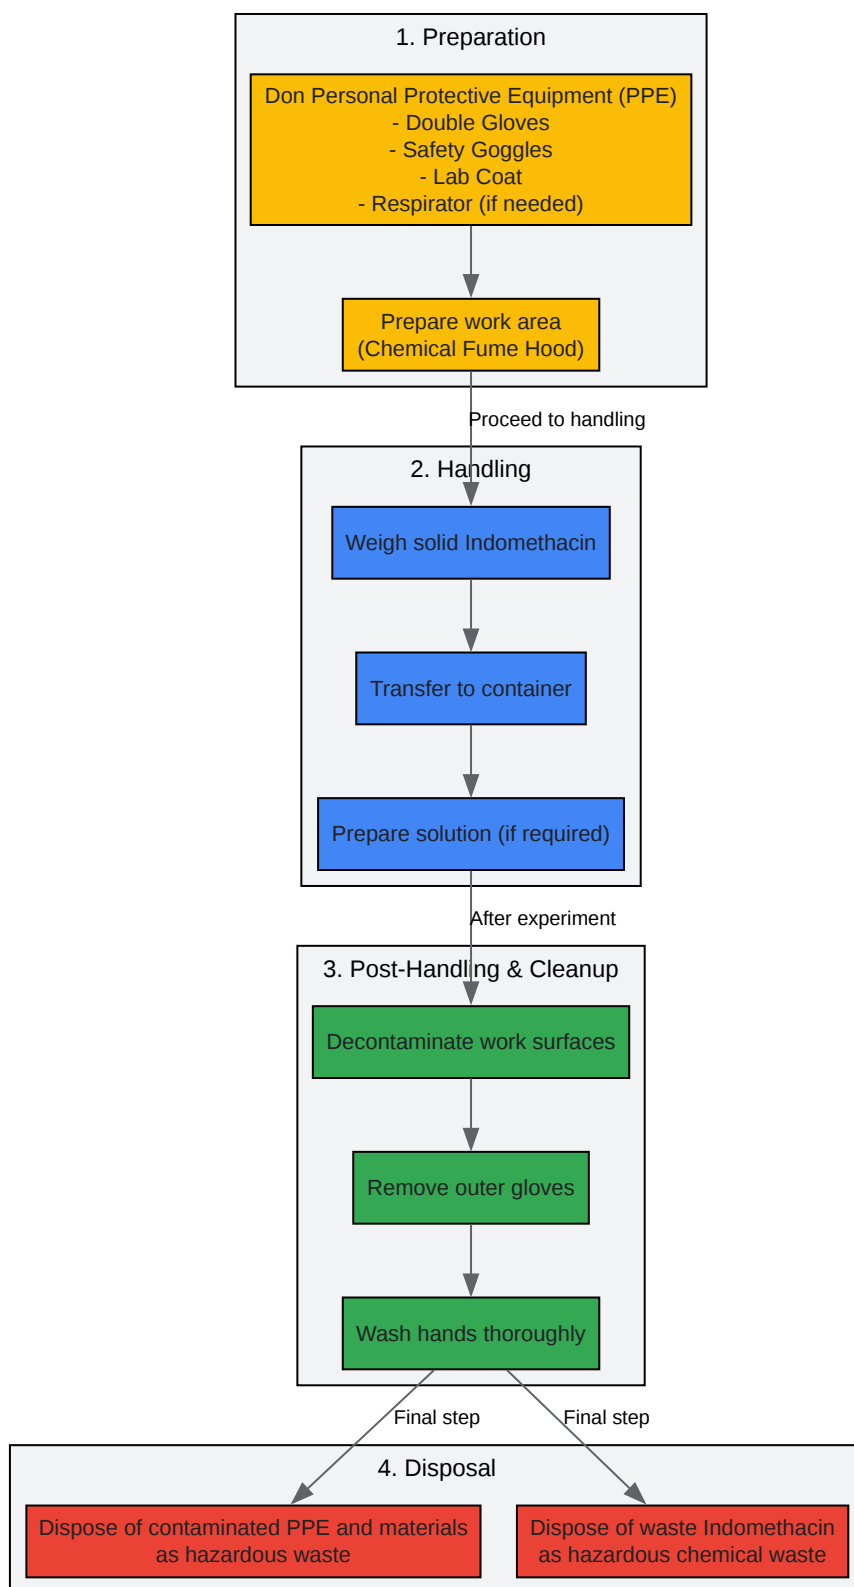 1. Preparation
Don Personal Protective Equipment (PPE)
- Double Gloves
- Safety Goggles
- Lab Coat
- Respirator (if needed)
Prepare work area
(Chemical Fume Hood)
Proceed to handling
2. Handling
Weigh solid Indomethacin
Transfer to container
Prepare solution (if required)
After experiment
3. Post-Handling & Cleanup
Decontaminate work surfaces
Remove outer gloves
Wash hands thoroughly
Final step
Final step
4. Disposal
Dispose of contaminated PPE and materials
as hazardous waste
Dispose of waste Indomethacin
as hazardous chemical waste